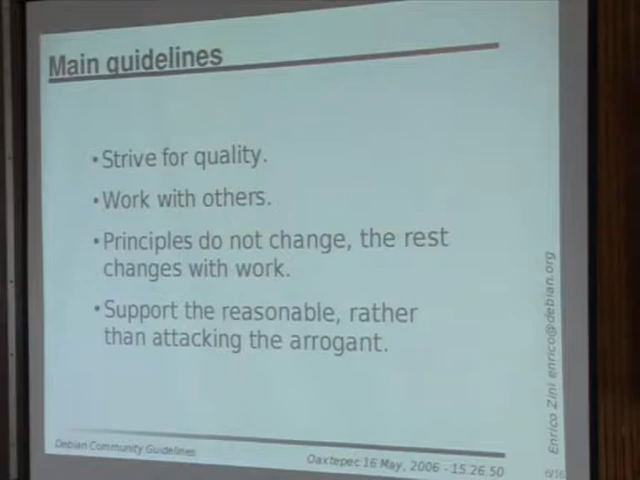 Main guidelines
• Strive for quality.
• Work with others.
• Principles do not change, the rest
changes with work.
• Support the reasonable, rather
than attacking the arrogant.
Enrico Zini enrico@debian.org
Debian Community Guidelines
Oaxtepec 16 May, 2006 - 15.26.50
6/16